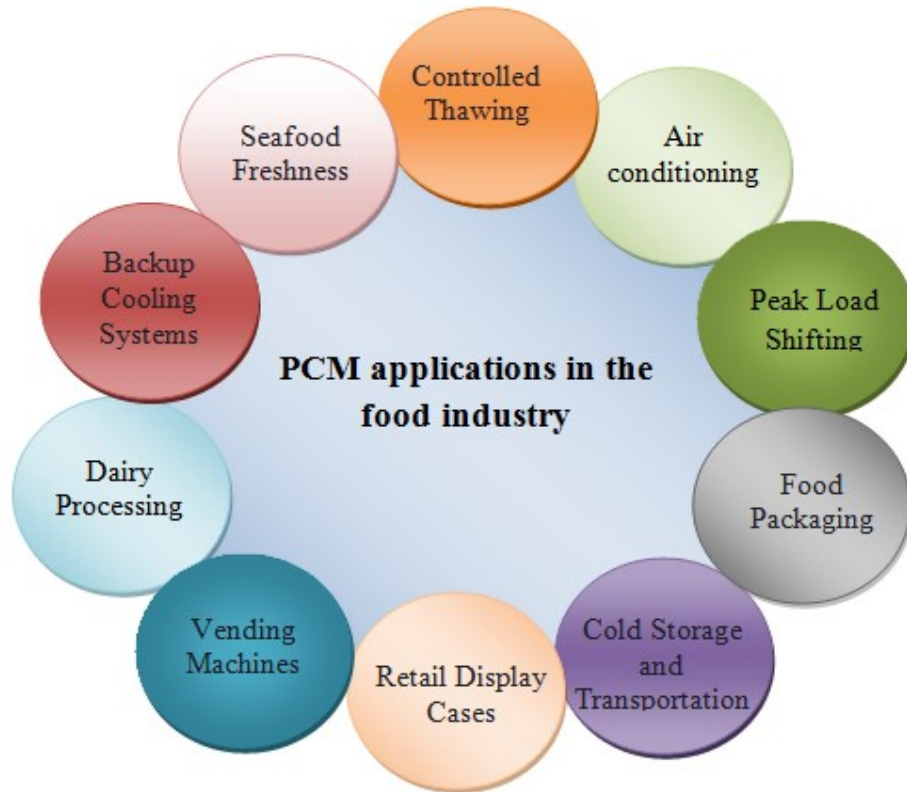 Controlled
Thawing
Air
conditioning
Peak Load
Shifting
Food
Packaging
Cold Storage
and
Transportation
Retail Display
Cases
Vending
Machines
Dairy
Processing
Backup
Cooling
Systems
Seafood
Freshness
PCM applications in the
food industry